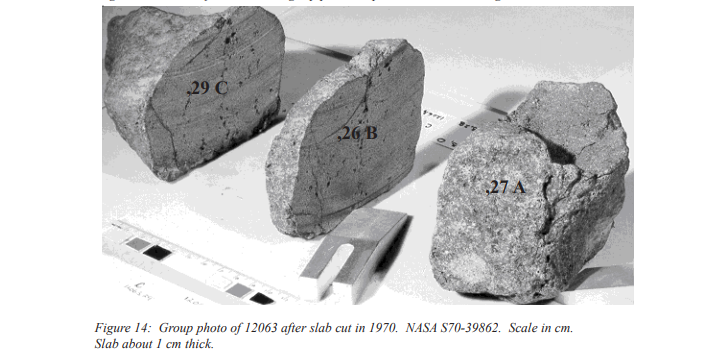 ,29 C
,26 B
,27 A
Figure 14: Group photo of 12063 after slab cut in 1970. NASA S70-39862. Scale in cm.
Slab about 1 cm thick.